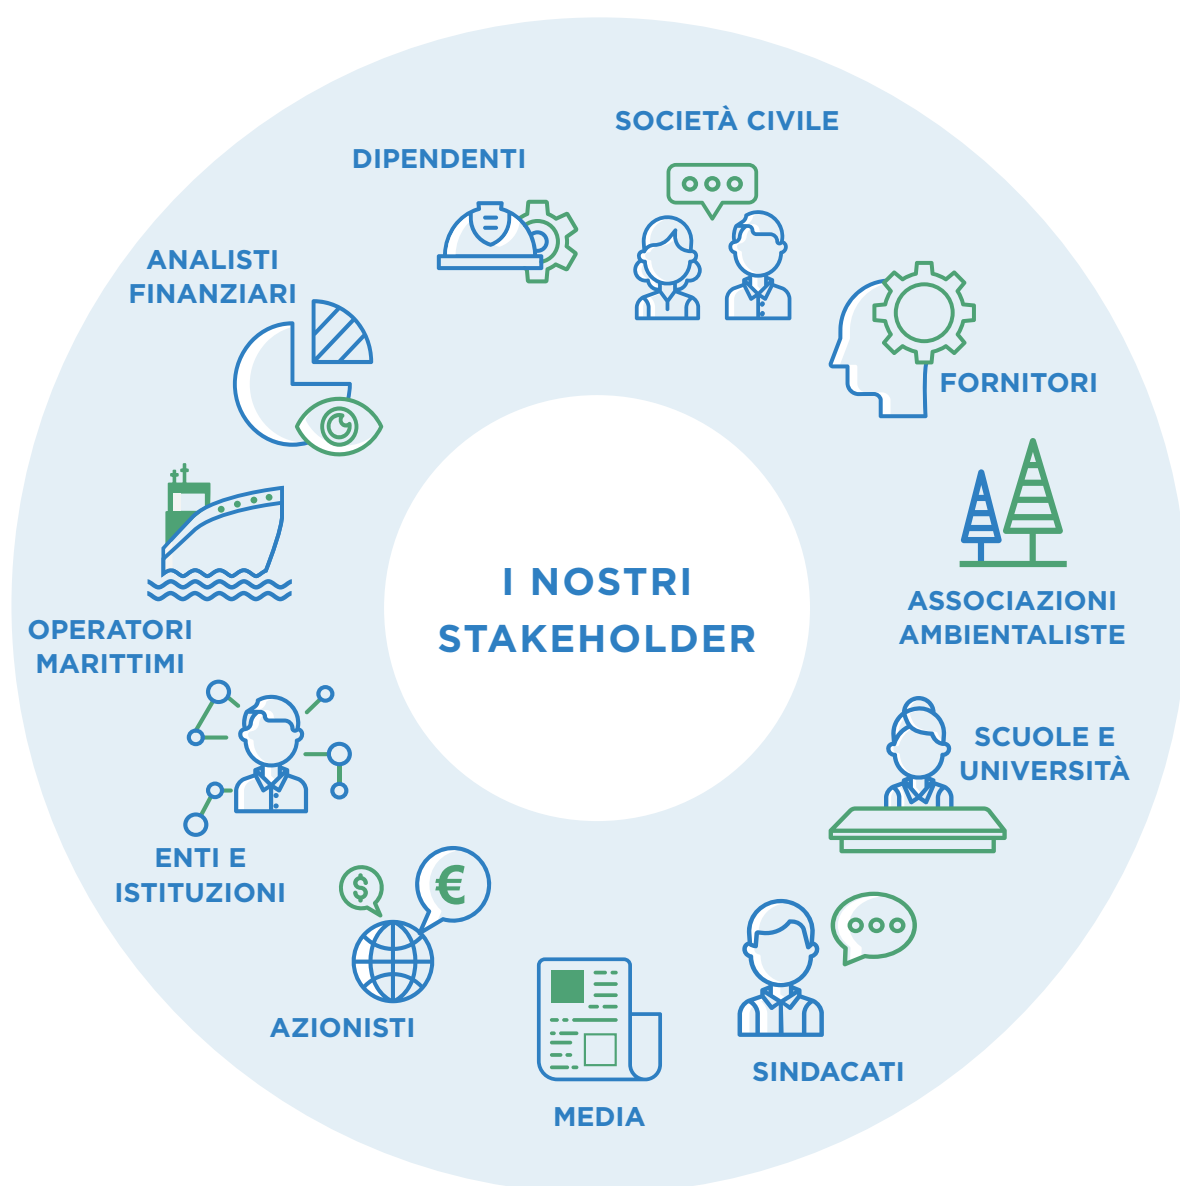 SOCIETÀ CIVILE
DIPENDENTI
ANALISTI
FINANZIARI
FORNITORI
I NOSTRI
STAKEHOLDER
ASSOCIAZIONI
AMBIENTALISTE
OPERATORI
MARITTIMI
SCUOLE E
UNIVERSITÀ
ENTI E
ISTITUZIONI
$
€
AZIONISTI
SINDACATI
MEDIA